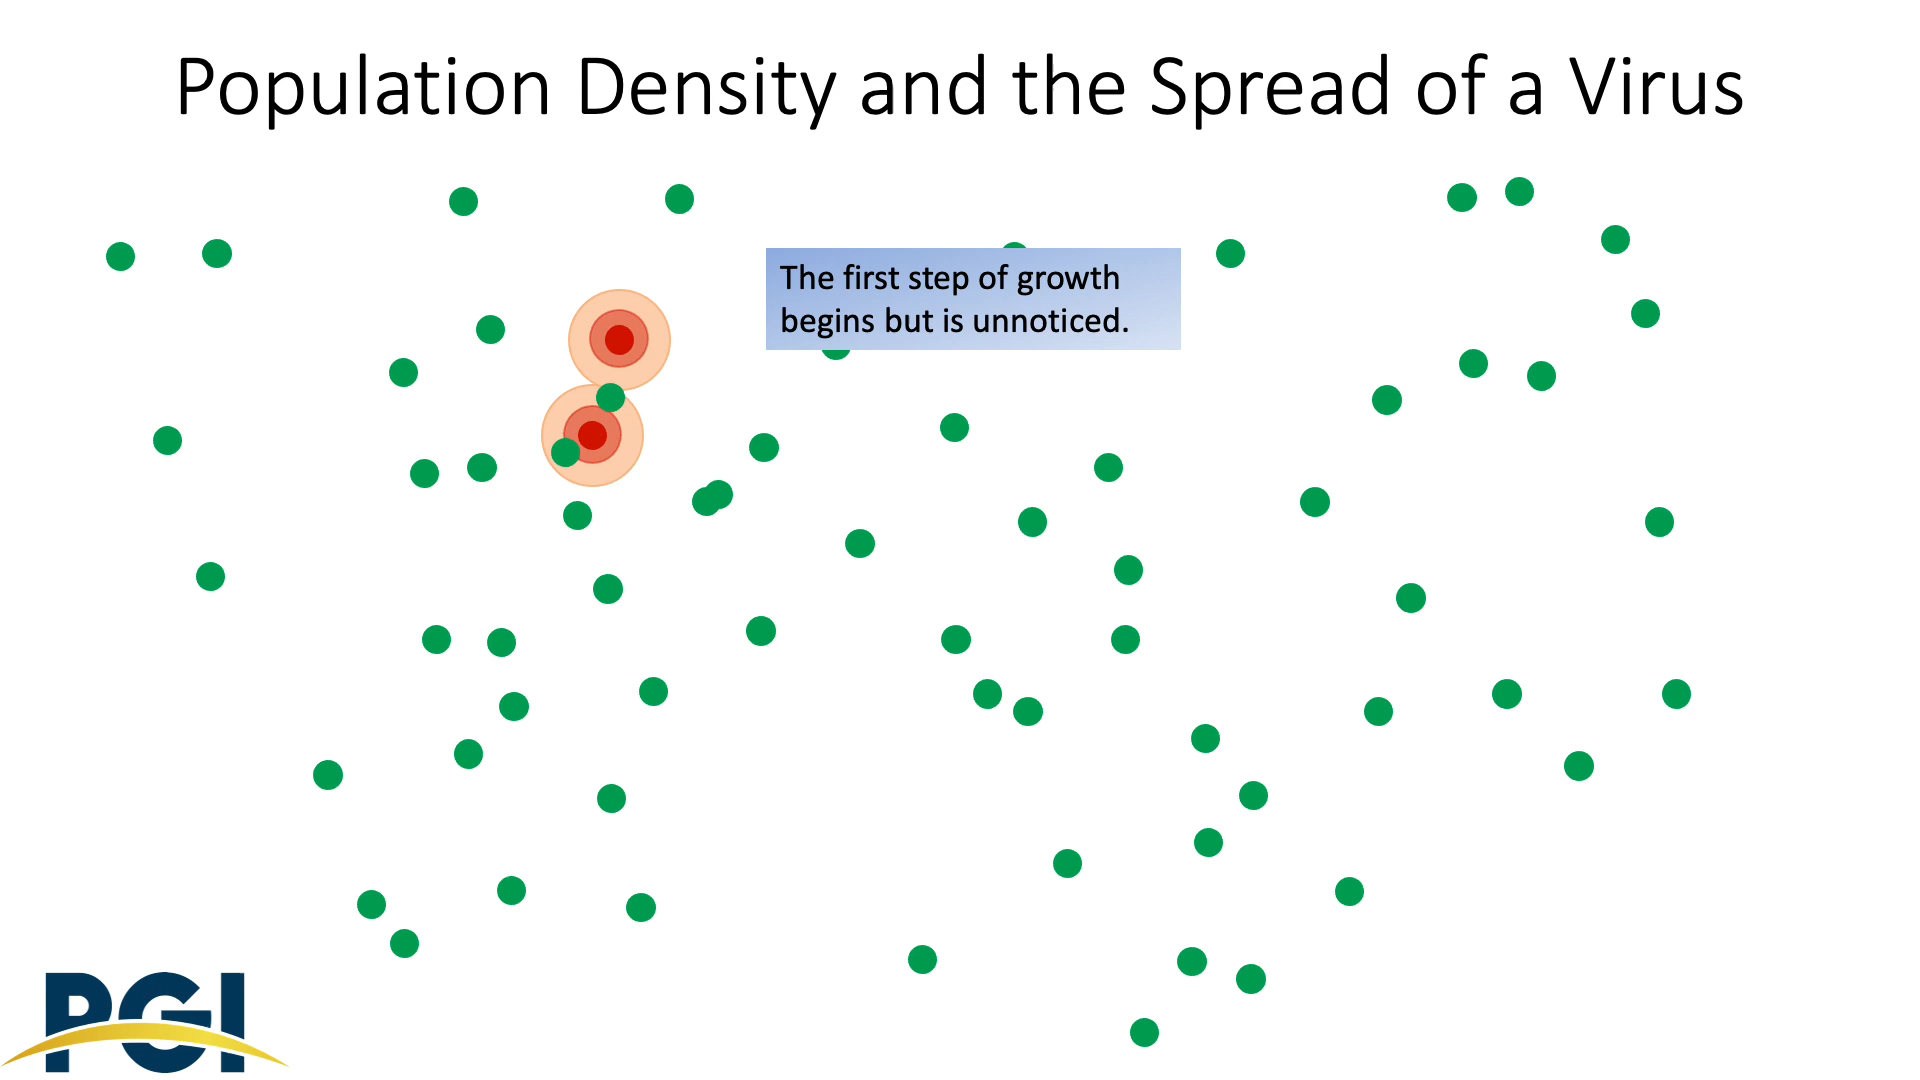 Population Density and the Spread of a Virus
The first step of growth
begins but is unnoticed.
PGI